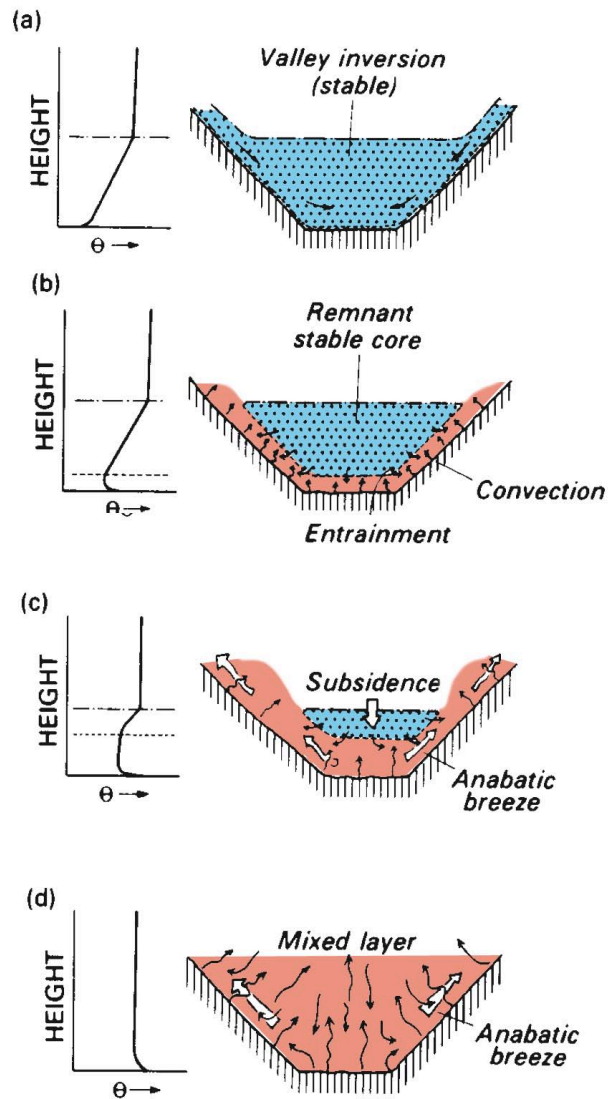 (a)
Valley inversion
(stable)
HEIGHT
Θ →
(b)
Remnant
stable core
HEIGHT
Convection
Entrainment
(c)
Subsidence
HEIGHT
Θ →
Anabatic
breeze
(d)
Mixed layer
HEIGHT
Anabatic
breeze
Θ →